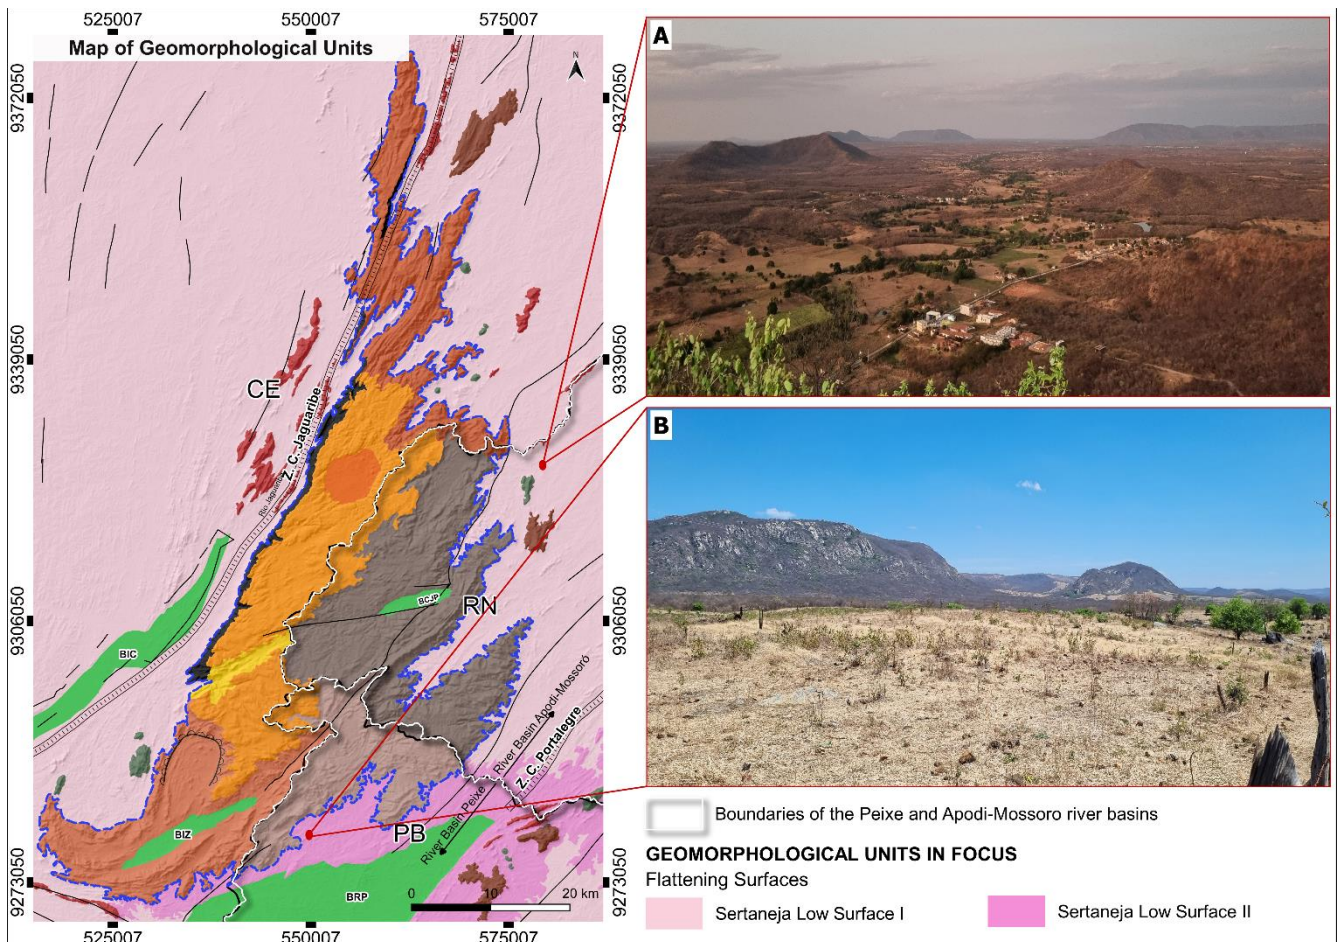 525007 550007 575007
Map of Geomorphological Units
N
9372050 9372050
9339050 9339050
9306050 9306050
9273050 9273050
CE
Z. C. Jaguaribe
Rio Jaguaribe
BIC
BCJP
RN
River Basin Apodi-Mossoró
Z. C. Portalegre
River Basin Peixe
PB
BIZ
BRP
0 10 20 km
525007 550007 575007
A
B
Boundaries of the Peixe and Apodi-Mossoro river basins
GEOMORPHOLOGICAL UNITS IN FOCUS
Flattening Surfaces
Sertaneja Low Surface I Sertaneja Low Surface II